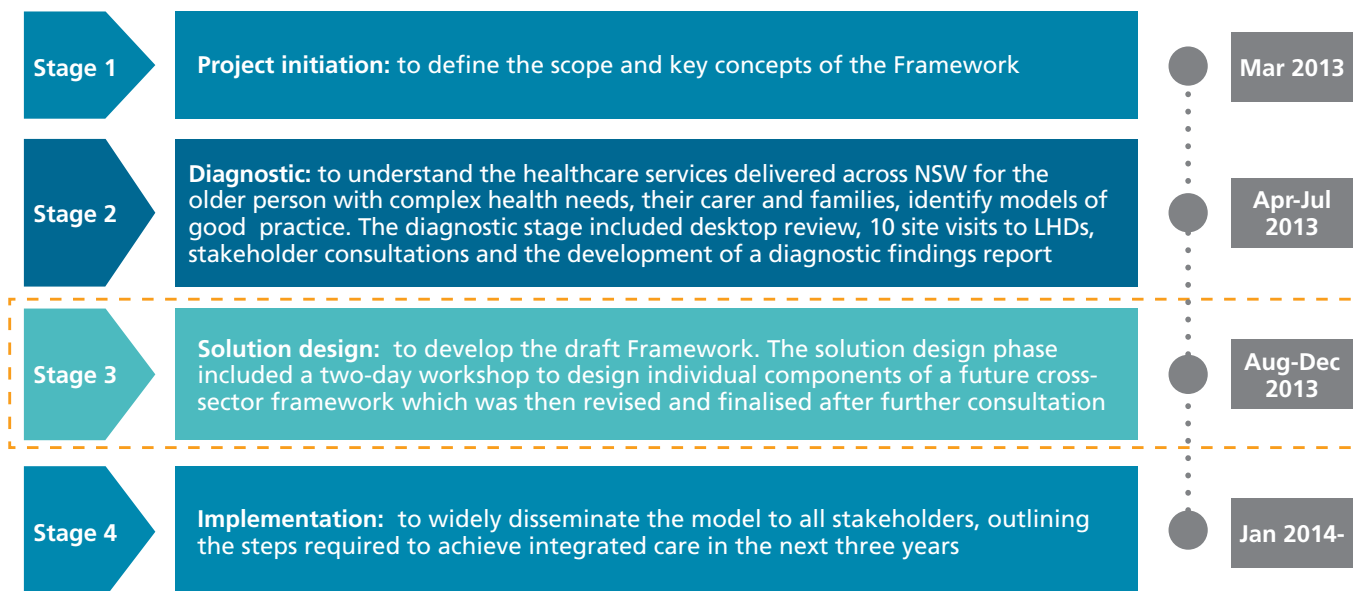 Stage 1
Project initiation: to define the scope and key concepts of the Framework
Mar 2013
Stage 2
Diagnostic: to understand the healthcare services delivered across NSW for the
older person with complex health needs, their carer and families, identify models of
good practice. The diagnostic stage included desktop review, 10 site visits to LHDs,
stakeholder consultations and the development of a diagnostic findings report
Apr-Jul
2013
Stage 3
Solution design: to develop the draft Framework. The solution design phase
included a two-day workshop to design individual components of a future cross-
sector framework which was then revised and finalised after further consultation
Aug-Dec
2013
Stage 4
Implementation: to widely disseminate the model to all stakeholders, outlining
the steps required to achieve integrated care in the next three years
Jan 2014-